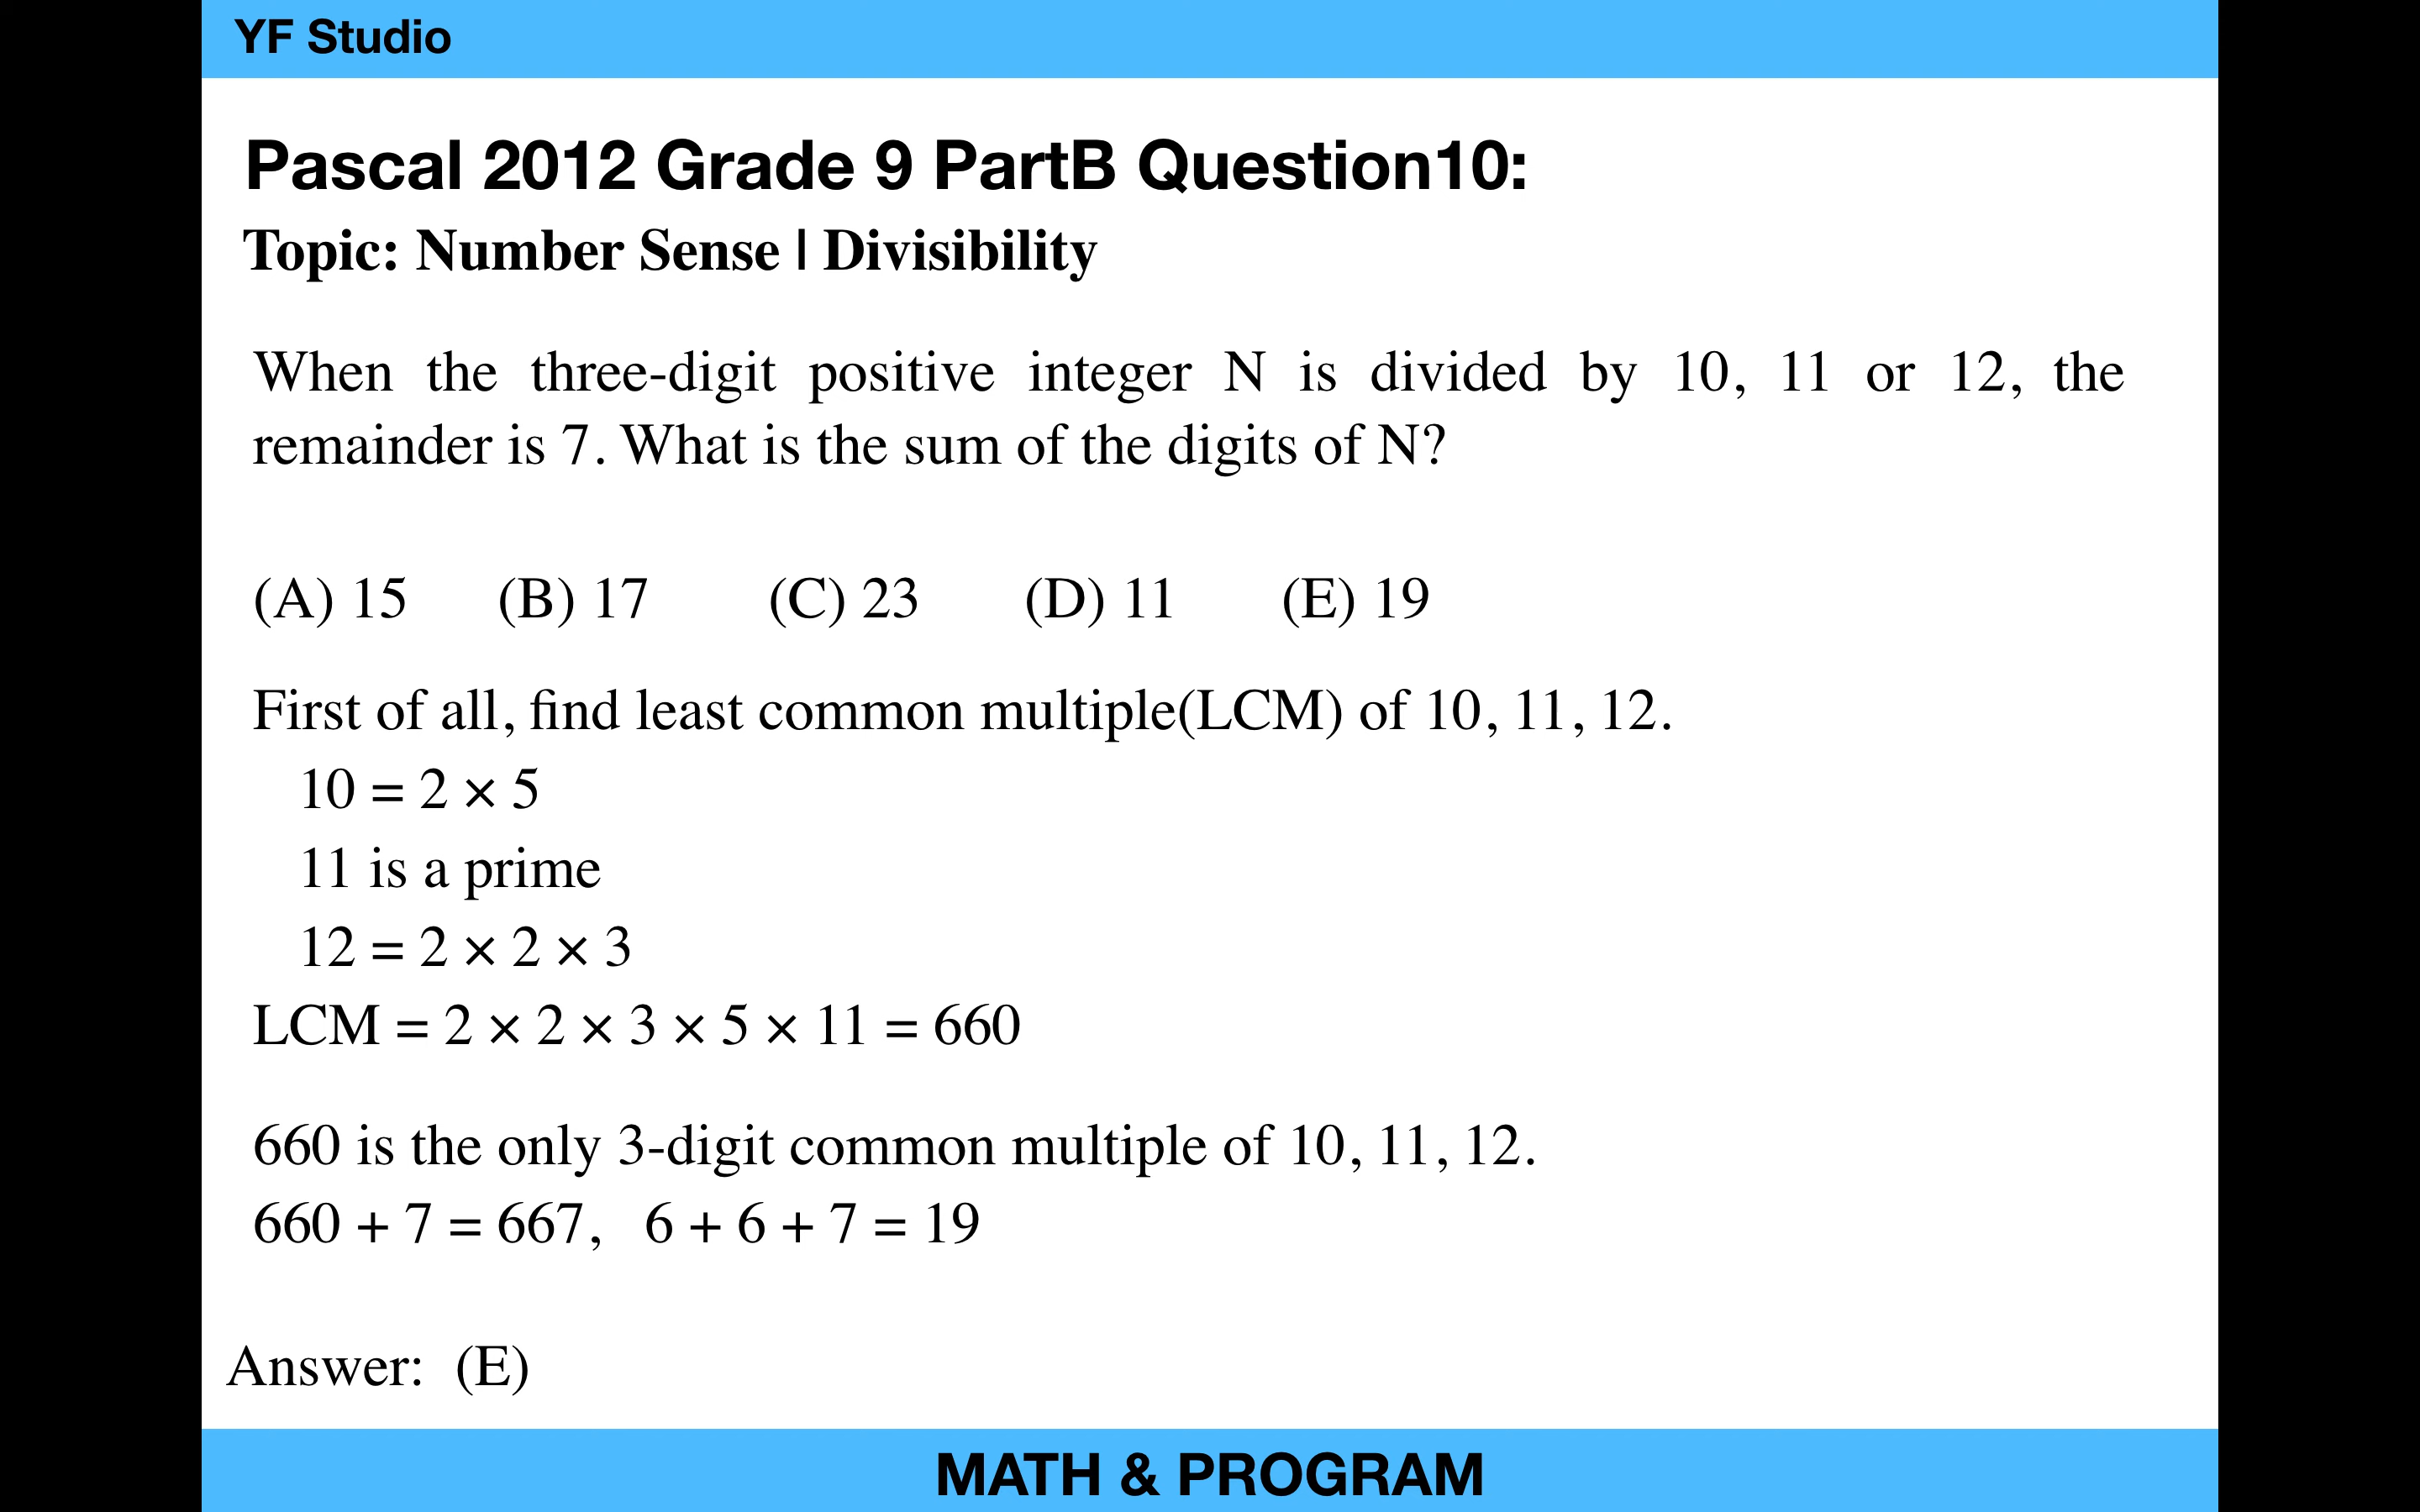 YF Studio
Pascal 2012 Grade 9 PartB Question10:
Topic: Number Sense | Divisibility
When the three-digit positive integer N is divided by 10, 11 or 12, the
remainder is 7. What is the sum of the digits of N?
(A) 15 (B) 17 (C) 23 (D) 11 (E) 19
First of all, find least common multiple(LCM) of 10, 11, 12.
10 = 2 × 5
11 is a prime
12 = 2 × 2 × 3
LCM = 2 × 2 × 3 × 5 × 11 = 660
660 is the only 3-digit common multiple of 10, 11, 12.
660 + 7 = 667, 6 + 6 + 7 = 19
Answer: (E)
MATH & PROGRAM